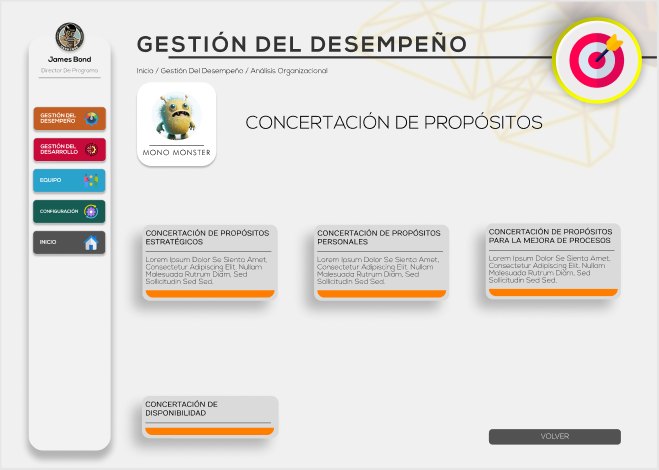 James Bond
Director De Programa
GESTIÓN DEL
DESEMPEÑO
GESTIÓN DEL
DESARROLLO
EQUIPO
CONFIGURACIÓN
INICIO
GESTIÓN DEL DESEMPEÑO
Inicio / Gestión Del Desempeño / Análisis Organizacional
MONO MONSTER
CONCERTACIÓN DE PROPÓSITOS
CONCERTACIÓN DE PROPÓSITOS
ESTRATÉGICOS
Lorem Ipsum Dolor Se Siento Amet,
Consectetur Adipiscing Elit. Nullam
Malesuada Rutrum Diam, Sed
Sollicitudin Sed Sed.
CONCERTACIÓN DE PROPÓSITOS
PERSONALES
Lorem Ipsum Dolor Se Siento Amet,
Consectetur Adipiscing Elit. Nullam
Malesuada Rutrum Diam, Sed
Sollicitudin Sed Sed.
CONCERTACIÓN DE PROPÓSITOS
PARA LA MEJORA DE PROCESOS
Lorem Ipsum Dolor Se Siento Amet,
Consectetur Adipiscing Elit. Nullam
Malesuada Rutrum Diam, Sed
Sollicitudin Sed Sed.
CONCERTACIÓN DE
DISPONIBILIDAD
VOLVER